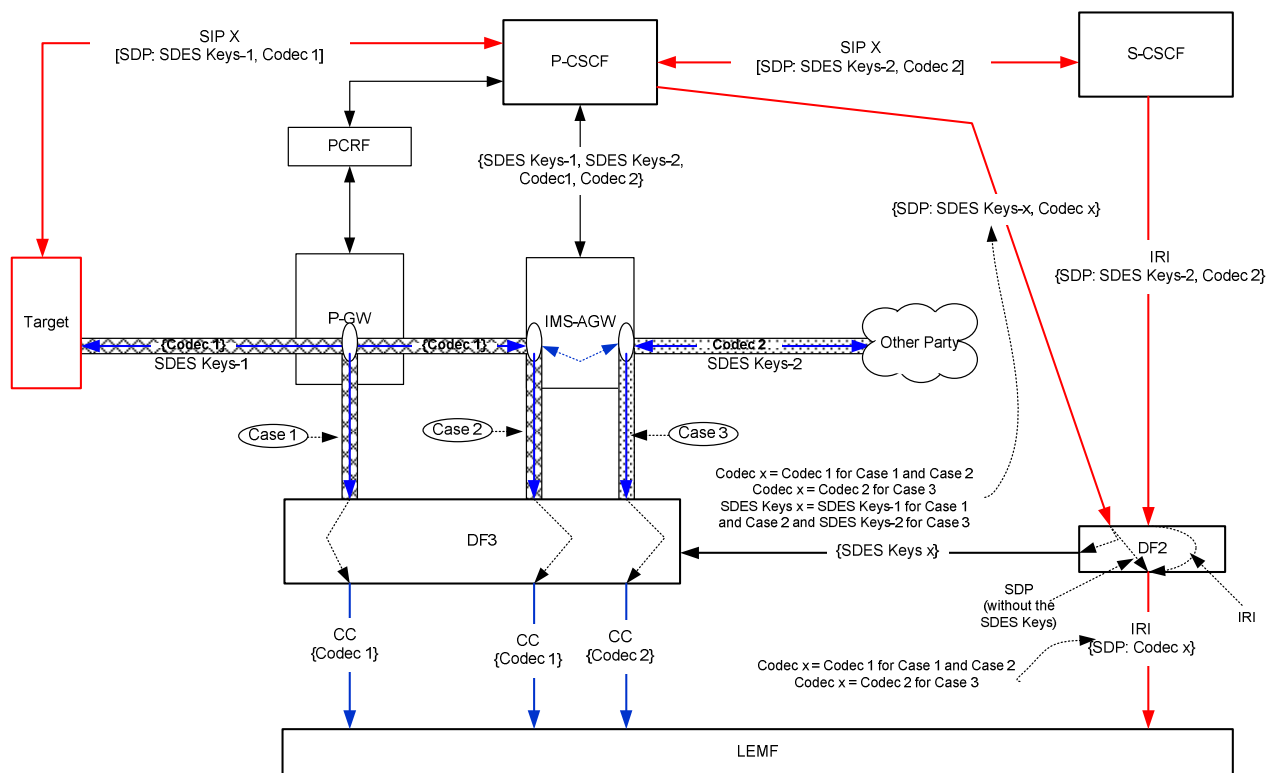 SIP X
[SDP: SDES Keys-1, Codec 1]
P-CSCF
SIP X
[SDP: SDES Keys-2, Codec 2]
S-CSCF
PCRF
{SDES Keys-1, SDES Keys-2,
Codec1, Codec 2}
{SDP: SDES Keys-x, Codec x}
IRI
{SDP: SDES Keys-2, Codec 2}
Target
P-GW
IMS-AGW
{Codec 1}
{Codec 1}
Codec 2
Other Party
SDES Keys-1
SDES Keys-2
Case 1
Case 2
Case 3
Codec x = Codec 1 for Case 1 and Case 2
Codec x = Codec 2 for Case 3
SDES Keys x = SDES Keys-1 for Case 1
and Case 2 and SDES Keys-2 for Case 3
DF3
{SDES Keys x}
DF2
SDP
(without the
SDES Keys)
IRI
CC
{Codec 1}
CC
{Codec 1}
CC
{Codec 2}
IRI
{SDP: Codec x}
Codec x = Codec 1 for Case 1 and Case 2
Codec x = Codec 2 for Case 3
LEMF